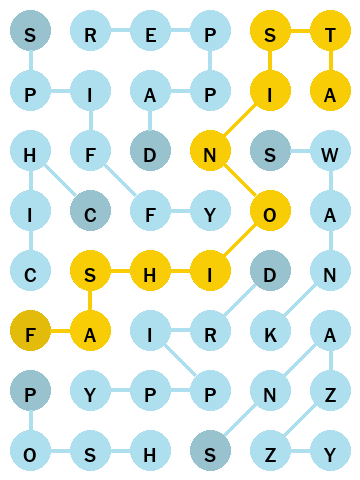 S R E P S T
P I A P I A
H F D N S W
I C F Y O A
C S H I D N
F A I R K A
P Y P P N Z
O S H S Z Y